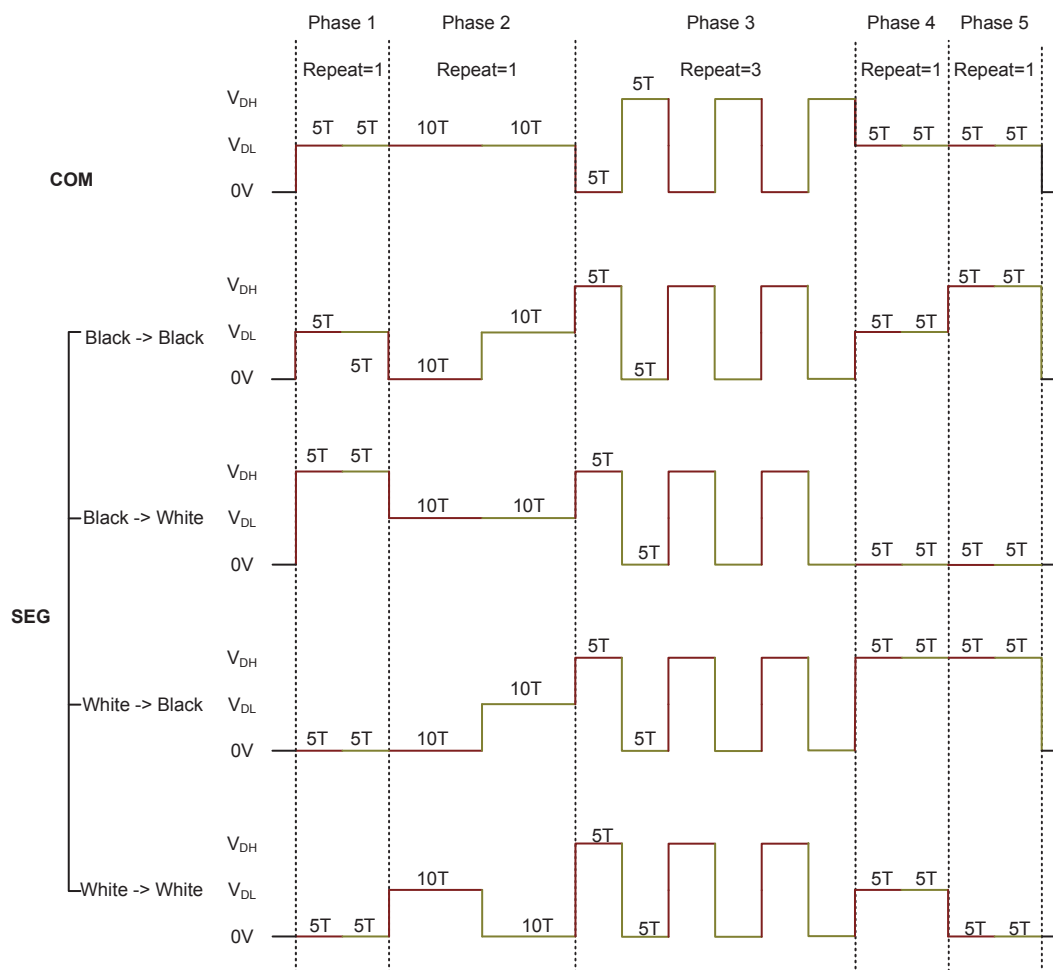 Phase 1 Phase 2 Phase 3 Phase 4 Phase 5
Repeat=1 Repeat=1 Repeat=3 Repeat=1 Repeat=1
5T
VDH
5T 5T 10T 10T 5T 5T 5T 5T
VDL
COM
5T
0V
VDH 5T 5T 5T
10T
5T 5T 5T
VDL
Black -> Black
5T 10T 5T
0V
5T 5T 5T
VDH
10T 10T
Black -> White VDL
5T 5T 5T 5T 5T
0V
SEG
5T 5T 5T 5T 5T
VDH
10T
White -> Black VDL
5T 5T 10T 5T
0V
5T
VDH
10T 5T 5T
White -> White VDL
5T 5T 10T 5T 5T 5T
0V